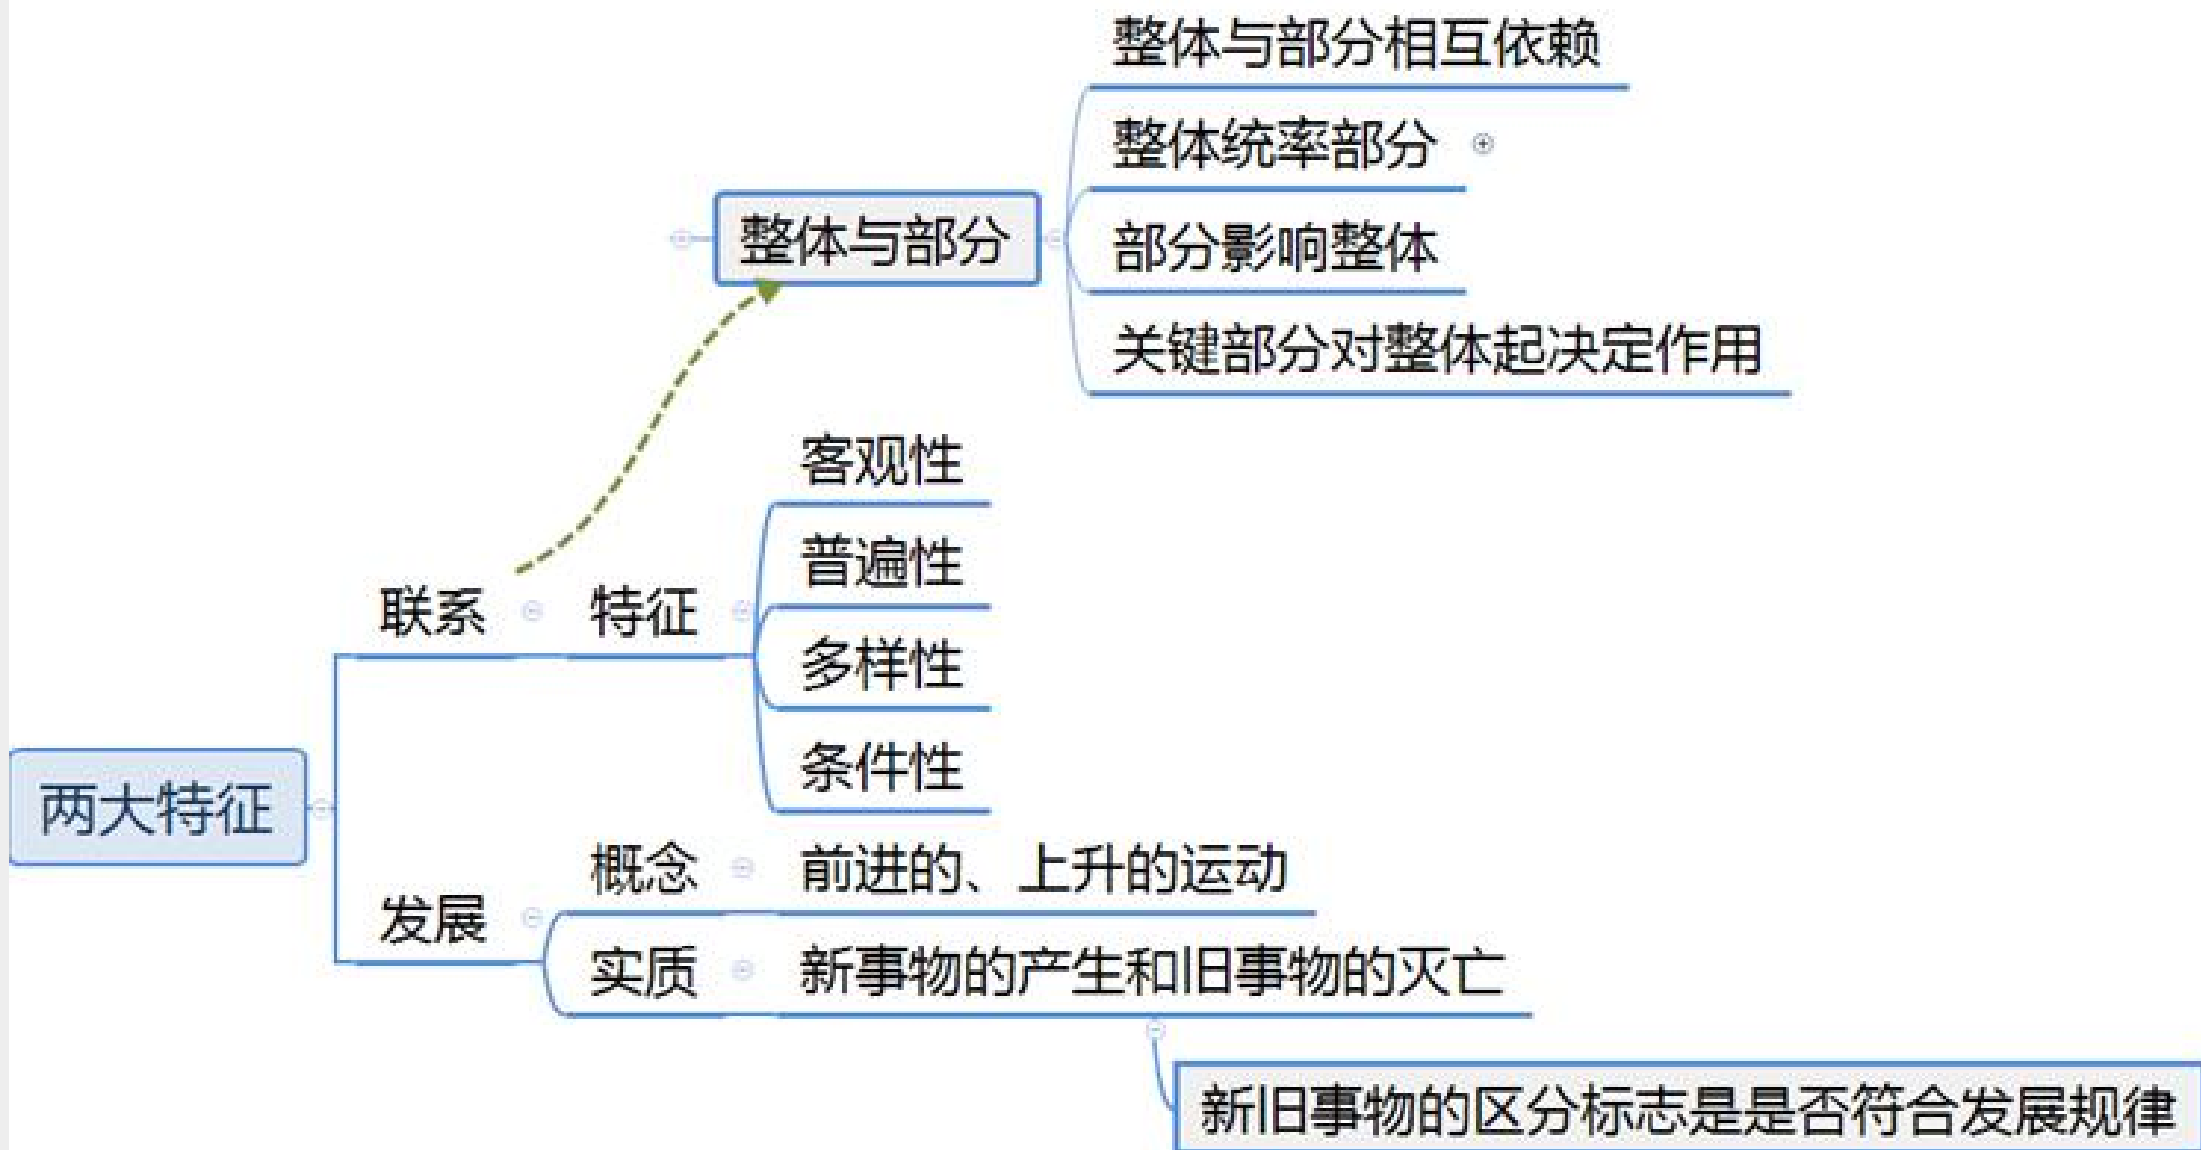 整体与部分相互依赖
整体统率部分
整体与部分
部分影响整体
关键部分对整体起决定作用
客观性
普遍性
联系
特征
多样性
条件性
两大特征
概念
前进的、上升的运动
发展
实质
新事物的产生和旧事物的灭亡
新旧事物的区分标志是是否符合发展规律